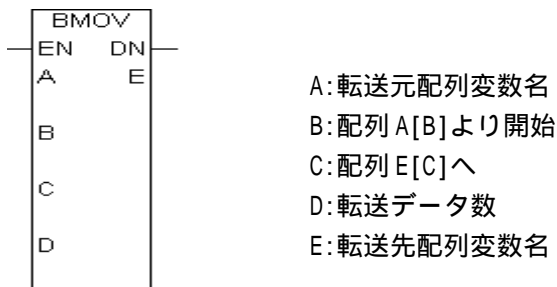 BMOV
EN DN
A E
B
C
D
A:転送元配列変数名
B:配列A[B]より開始
C:配列E[C]へ
D:転送データ数
E:転送先配列変数名